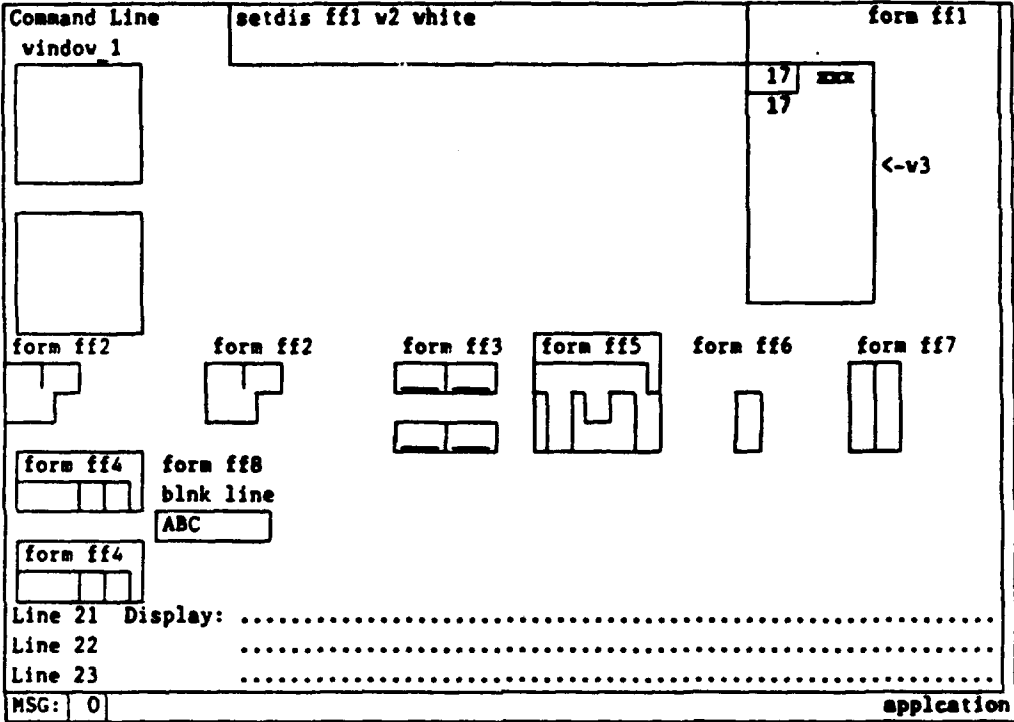 Command Line setdis ff1 w2 white form ff1
window_1
17 xxx
17
<-w3
form ff2 form ff2 form ff3 form ff5 form ff6 form ff7
form ff4 form ff8
blnk line
ABC
form ff4
Line 21 Display: ............................................................
Line 22 ............................................................
Line 23 ............................................................
MSG: 0 applcation